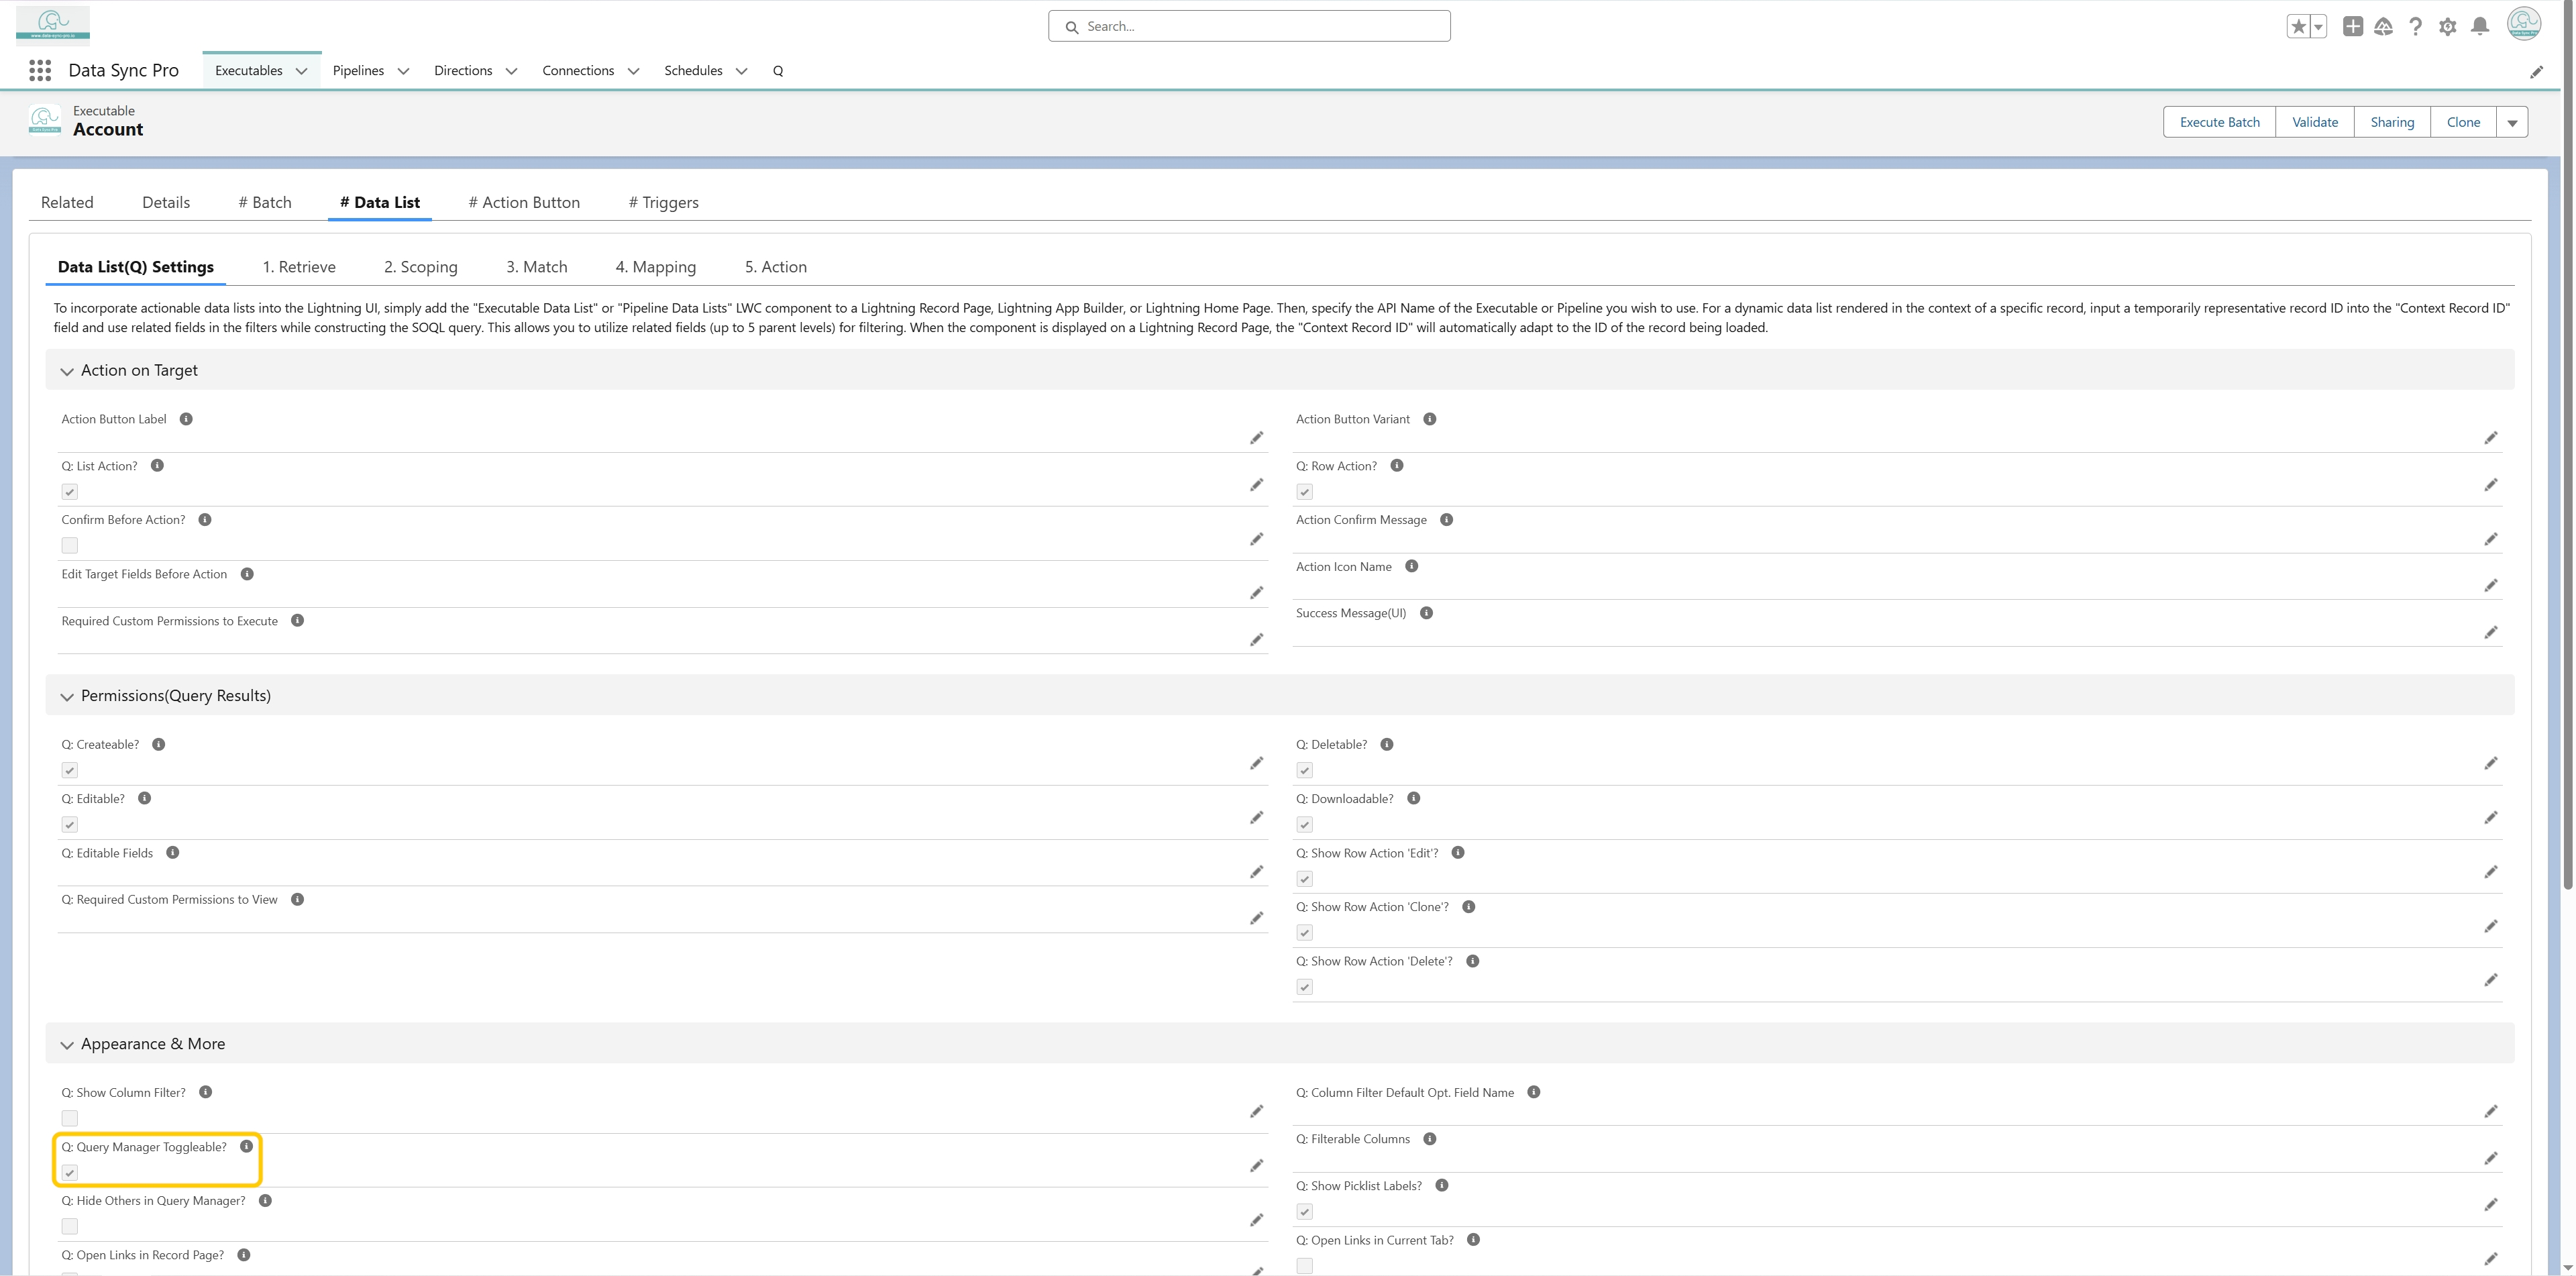 www.data-sync-pro.io
Search...
Data Sync Pro
Executables
Pipelines
Directions
Connections
Schedules
Q
Executable
Account
Execute Batch
Validate
Sharing
Clone
Related
Details
# Batch
# Data List
# Action Button
# Triggers
Data List(Q) Settings
1. Retrieve
2. Scoping
3. Match
4. Mapping
5. Action
To incorporate actionable data lists into the Lightning UI, simply add the "Executable Data List" or "Pipeline Data Lists" LWC component to a Lightning Record Page, Lightning App Builder, or Lightning Home Page. Then, specify the API Name of the Executable or Pipeline you wish to use. For a dynamic data list rendered in the context of a specific record, input a temporarily representative record ID into the "Context Record ID"
field and use related fields in the filters while constructing the SOQL query. This allows you to utilize related fields (up to 5 parent levels) for filtering. When the component is displayed on a Lightning Record Page, the "Context Record ID" will automatically adapt to the ID of the record being loaded.
Action on Target
Action Button Label
Action Button Variant
Q: List Action?
Q: Row Action?
Confirm Before Action?
Action Confirm Message
Edit Target Fields Before Action
Action Icon Name
Required Custom Permissions to Execute
Success Message(UI)
Permissions(Query Results)
Q: Createable?
Q: Deletable?
Q: Editable?
Q: Downloadable?
Q: Editable Fields
Q: Show Row Action 'Edit'?
Q: Required Custom Permissions to View
Q: Show Row Action 'Clone'?
Q: Show Row Action 'Delete'?
Appearance & More
Q: Show Column Filter?
Q: Column Filter Default Opt. Field Name
Q: Query Manager Toggleable?
Q: Filterable Columns
Q: Hide Others in Query Manager?
Q: Show Picklist Labels?
Q: Open Links in Record Page?
Q: Open Links in Current Tab?